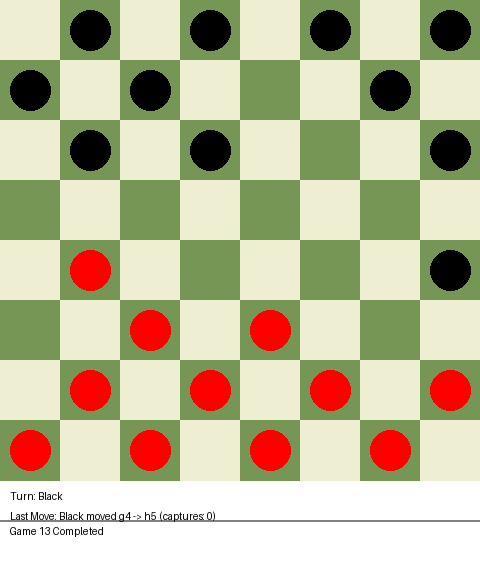 Turn: Black
Last Move: Black moved g4 -> h5 (captures: 0)
Game 13 Completed